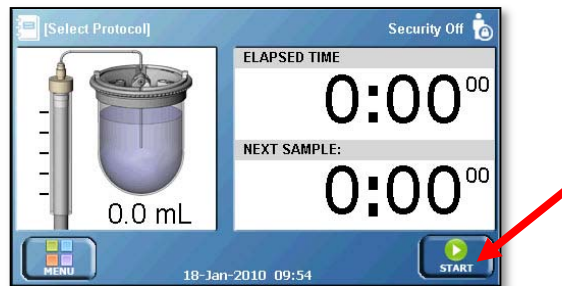 [Select Protocol]
Security Off
ELAPSED TIME
0:00 00
NEXT SAMPLE:
0:00 00
0.0 mL
MENU
18-Jan-2010 09:54
START